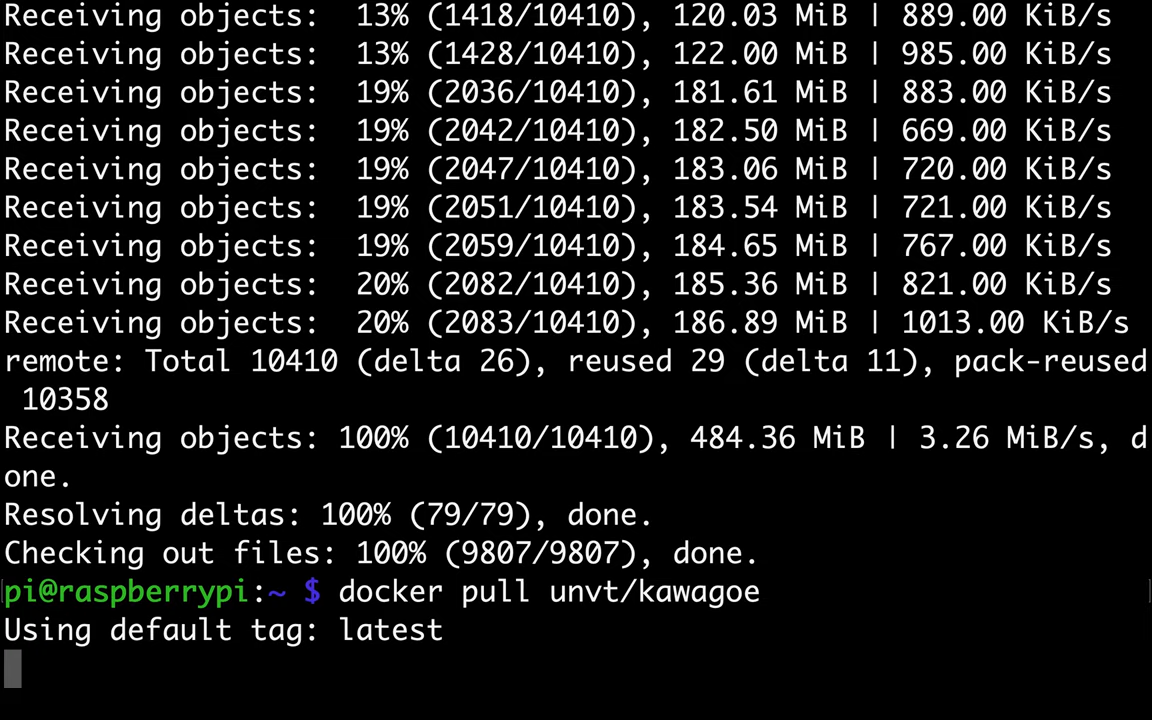 Receiving objects:  13% (1418/10410), 120.03 MiB | 889.00 KiB/s
Receiving objects:  13% (1428/10410), 122.00 MiB | 985.00 KiB/s
Receiving objects:  19% (2036/10410), 181.61 MiB | 883.00 KiB/s
Receiving objects:  19% (2042/10410), 182.50 MiB | 669.00 KiB/s
Receiving objects:  19% (2047/10410), 183.06 MiB | 720.00 KiB/s
Receiving objects:  19% (2051/10410), 183.54 MiB | 721.00 KiB/s
Receiving objects:  19% (2059/10410), 184.65 MiB | 767.00 KiB/s
Receiving objects:  20% (2082/10410), 185.36 MiB | 821.00 KiB/s
Receiving objects:  20% (2083/10410), 186.89 MiB | 1013.00 KiB/s
remote: Total 10410 (delta 26), reused 29 (delta 11), pack-reused
 10358
Receiving objects: 100% (10410/10410), 484.36 MiB | 3.26 MiB/s, d
one.
Resolving deltas: 100% (79/79), done.
Checking out files: 100% (9807/9807), done.
pi@raspberrypi:~ $ docker pull unvt/kawagoe
Using default tag: latest